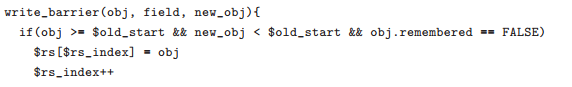 write_barrier(obj, field, new_obj){
if(obj >= $old_start && new_obj < $old_start && obj.remembered == FALSE)
$rs[$rs_index] = obj
$rs_index++